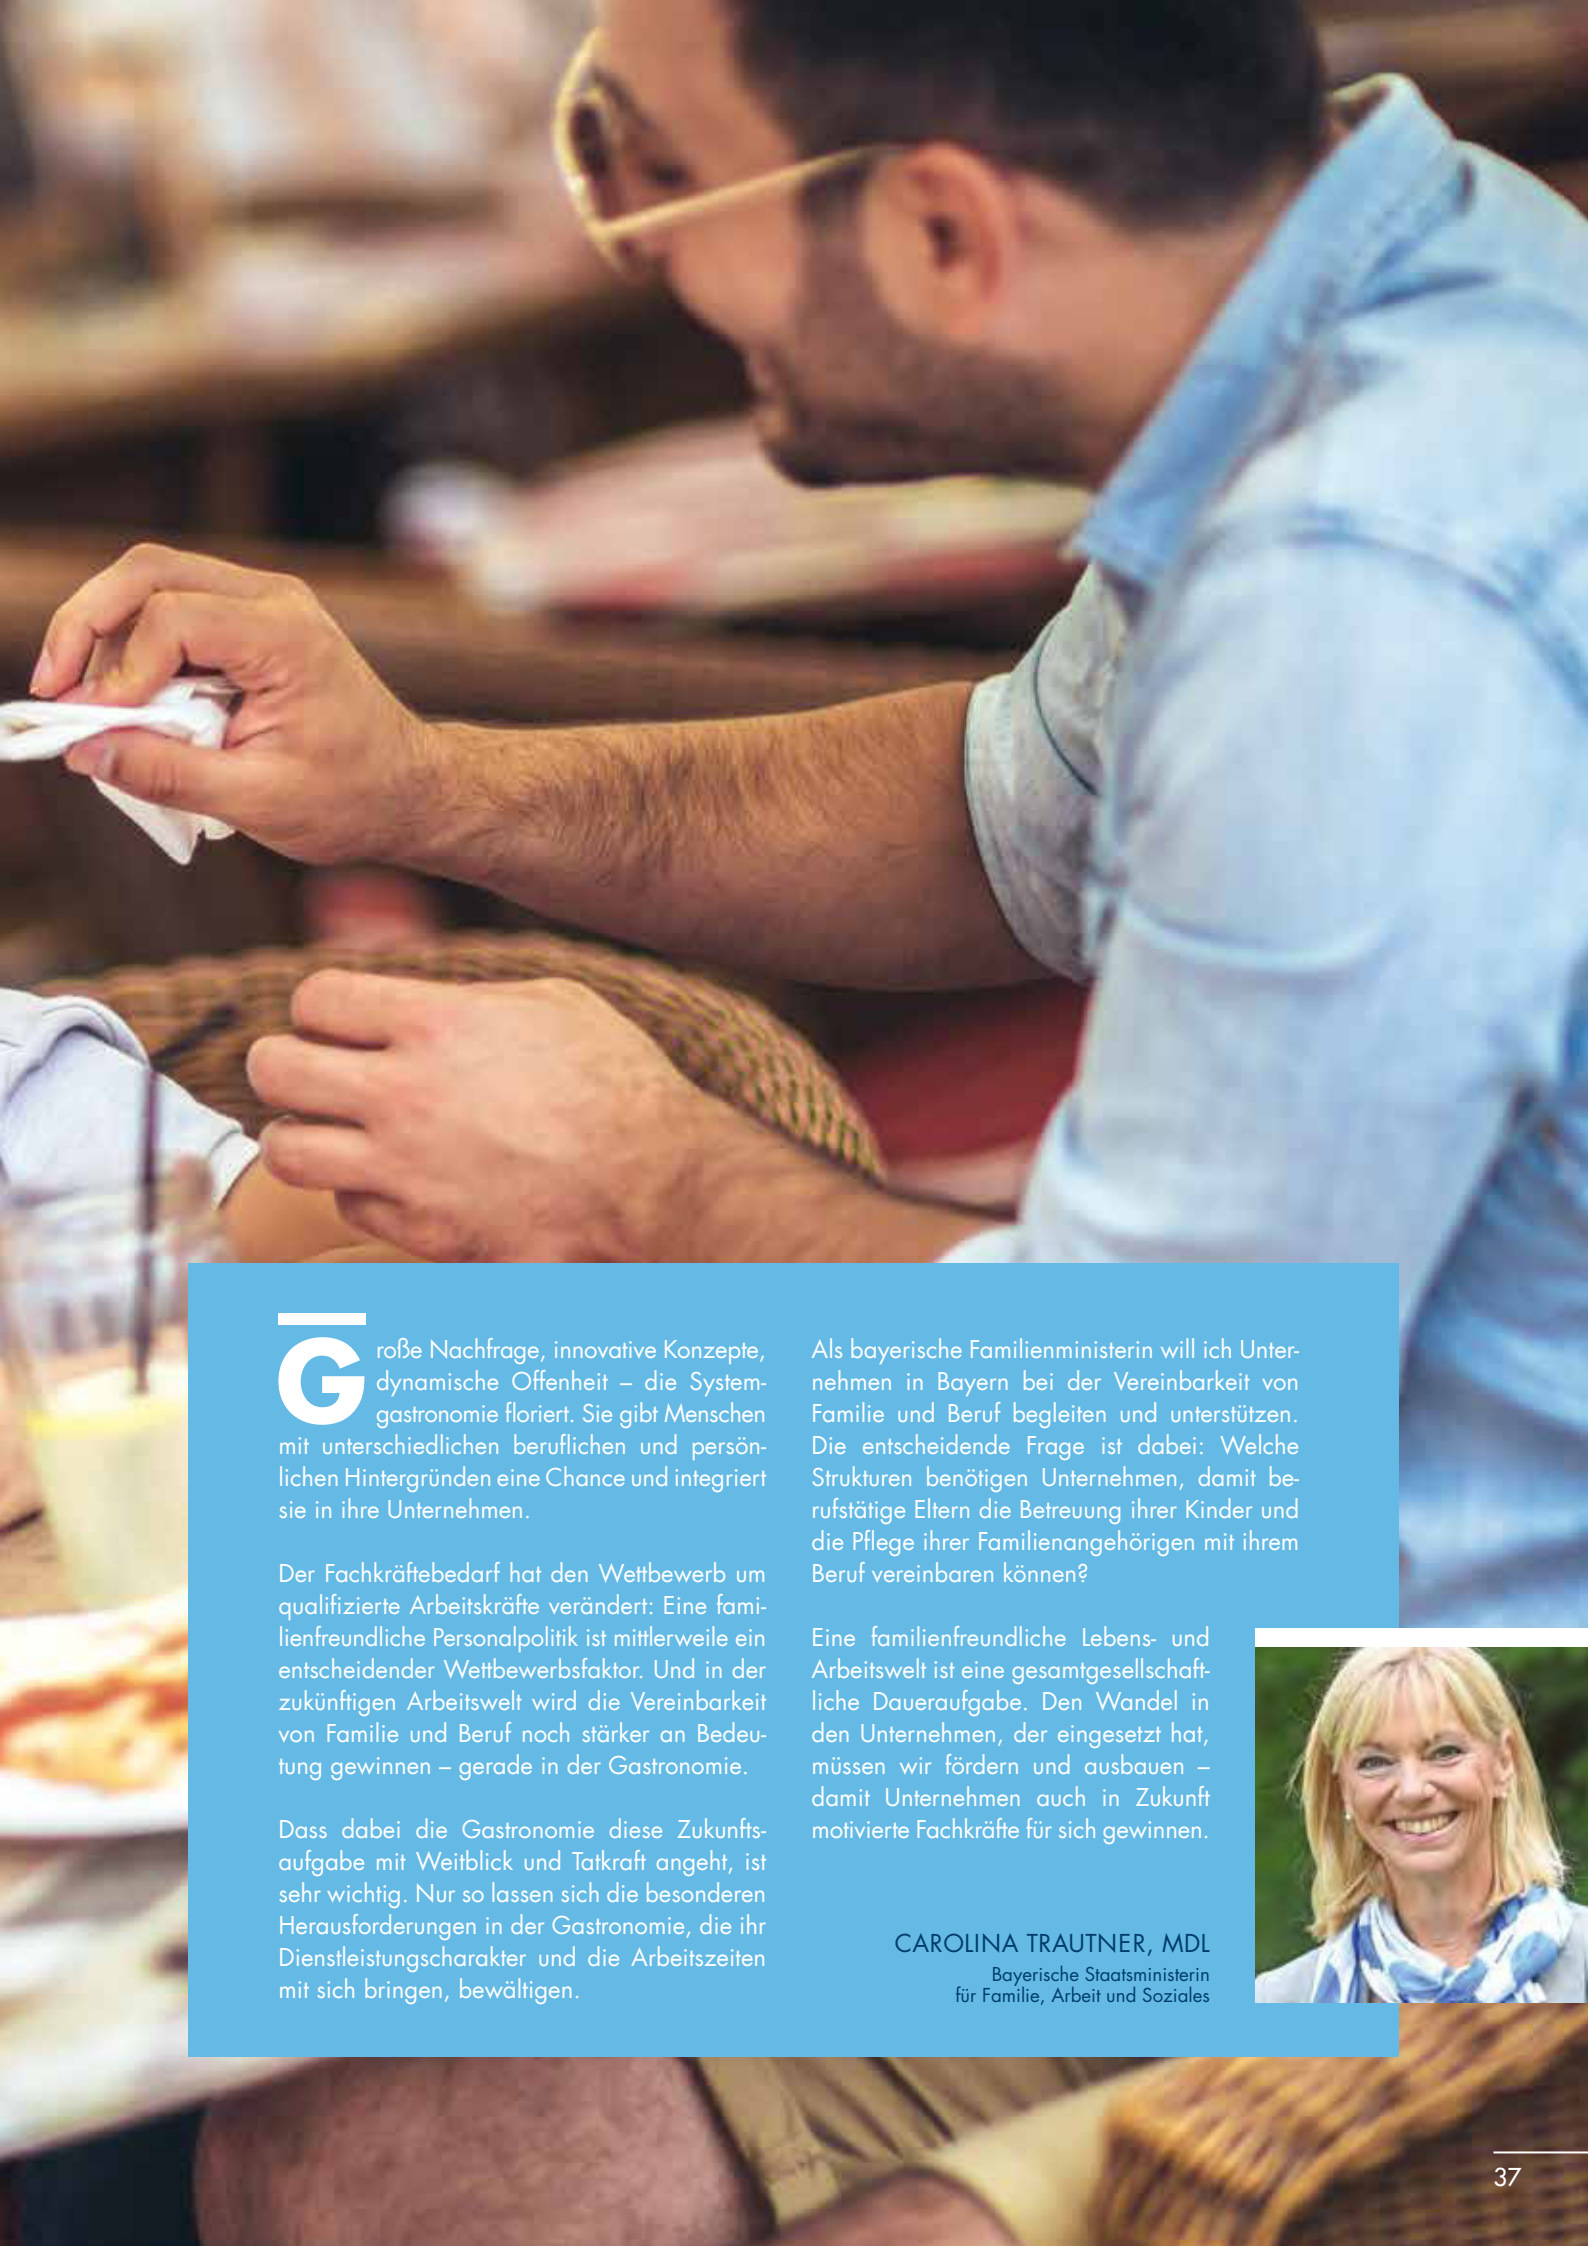 Große Nachfrage, innovative Konzepte,
dynamische Offenheit – die System-
gastronomie floriert. Sie gibt Menschen
mit unterschiedlichen beruflichen und persön-
lichen Hintergründen eine Chance und integriert
sie in ihre Unternehmen.
Der Fachkräftebedarf hat den Wettbewerb um
qualifizierte Arbeitskräfte verändert: Eine fami-
lienfreundliche Personalpolitik ist mittlerweile ein
entscheidender Wettbewerbsfaktor. Und in der
zukünftigen Arbeitswelt wird die Vereinbarkeit
von Familie und Beruf noch stärker an Bedeu-
tung gewinnen – gerade in der Gastronomie.
Dass dabei die Gastronomie diese Zukunfts-
aufgabe mit Weitblick und Tatkraft angeht, ist
sehr wichtig. Nur so lassen sich die besonderen
Herausforderungen in der Gastronomie, die ihr
Dienstleistungscharakter und die Arbeitszeiten
mit sich bringen, bewältigen.
Als bayerische Familienministerin will ich Unter-
nehmen in Bayern bei der Vereinbarkeit von
Familie und Beruf begleiten und unterstützen.
Die entscheidende Frage ist dabei: Welche
Strukturen benötigen Unternehmen, damit be-
rufstätige Eltern die Betreuung ihrer Kinder und
die Pflege ihrer Familienangehörigen mit ihrem
Beruf vereinbaren können?
Eine familienfreundliche Lebens- und
Arbeitswelt ist eine gesamtgesellschaft-
liche Daueraufgabe. Den Wandel in
den Unternehmen, der eingesetzt hat,
müssen wir fördern und ausbauen –
damit Unternehmen auch in Zukunft
motivierte Fachkräfte für sich gewinnen.
CAROLINA TRAUTNER, MDL
Bayerische Staatsministerin
für Familie, Arbeit und Soziales
37